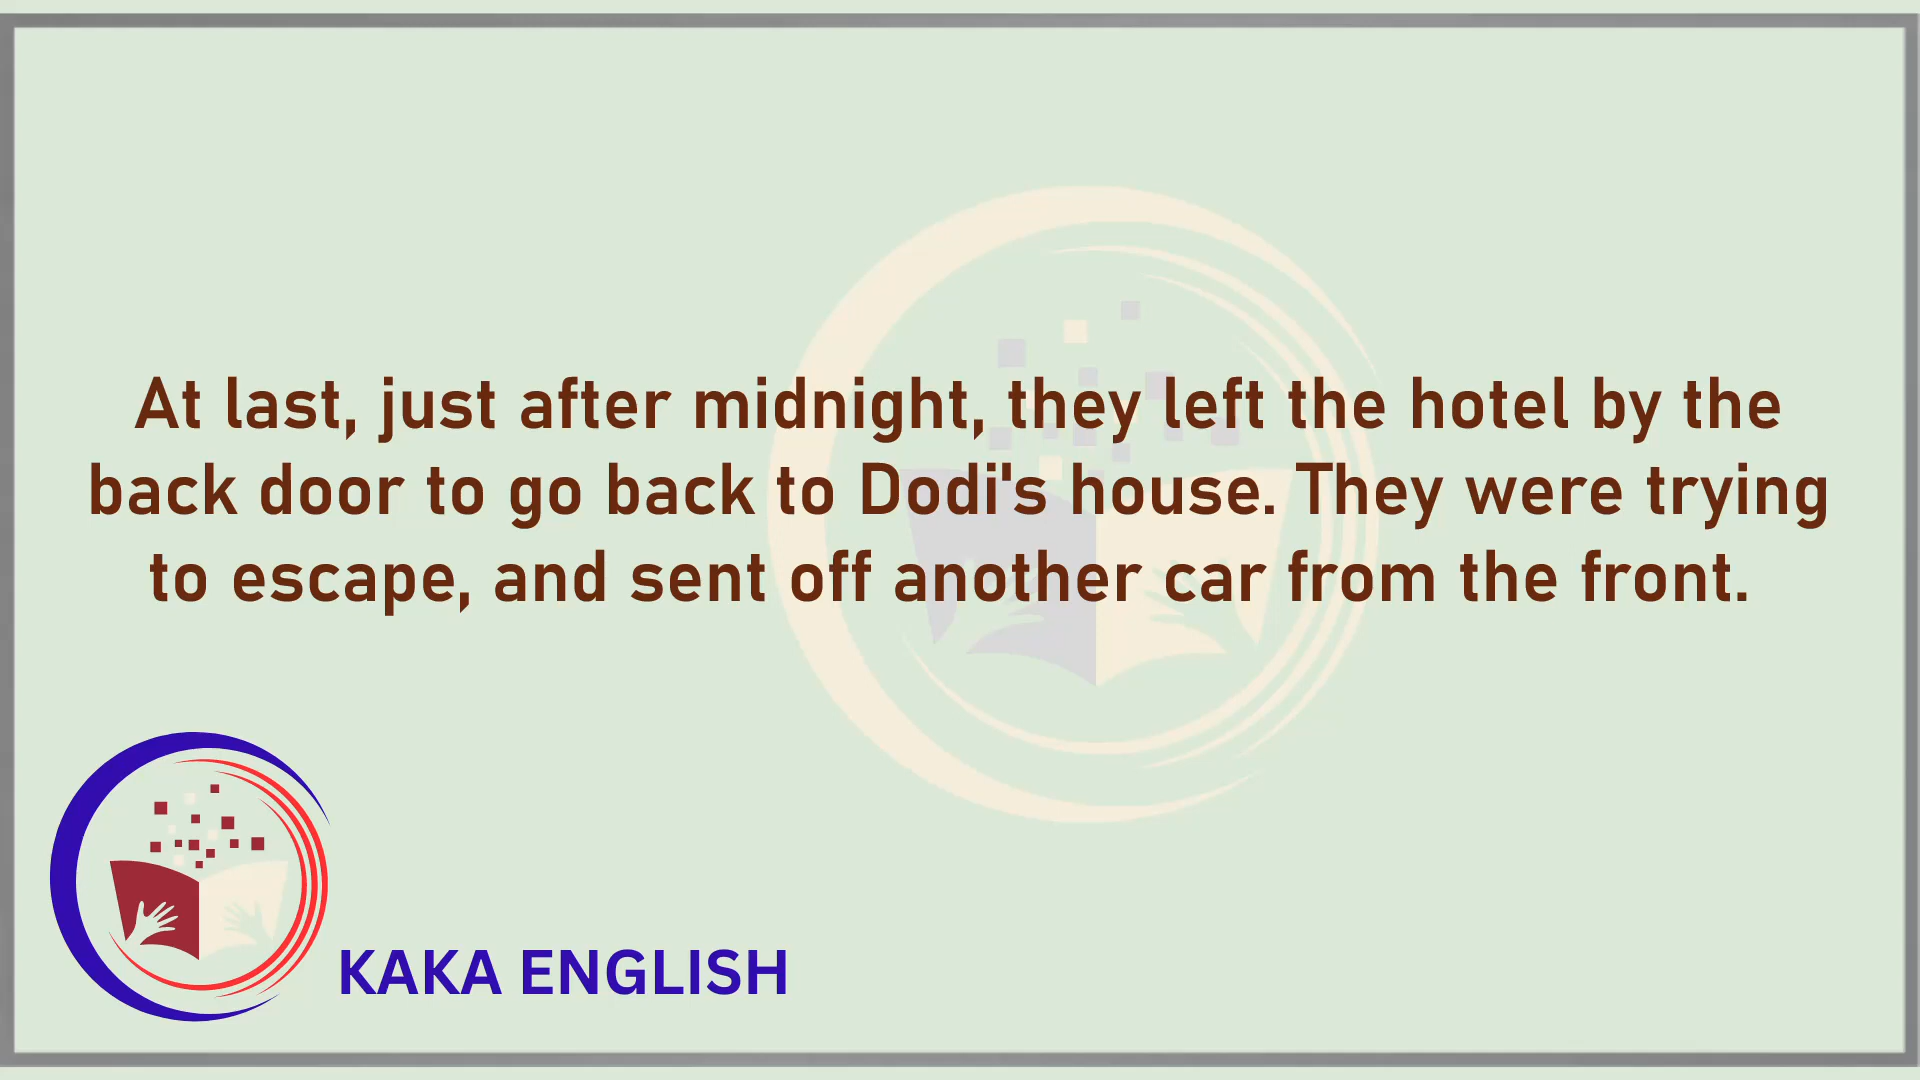 At last, just after midnight, they left the hotel by the
back door to go back to Dodi's house. They were trying
to escape, and sent off another car from the front.
KAKA ENGLISH